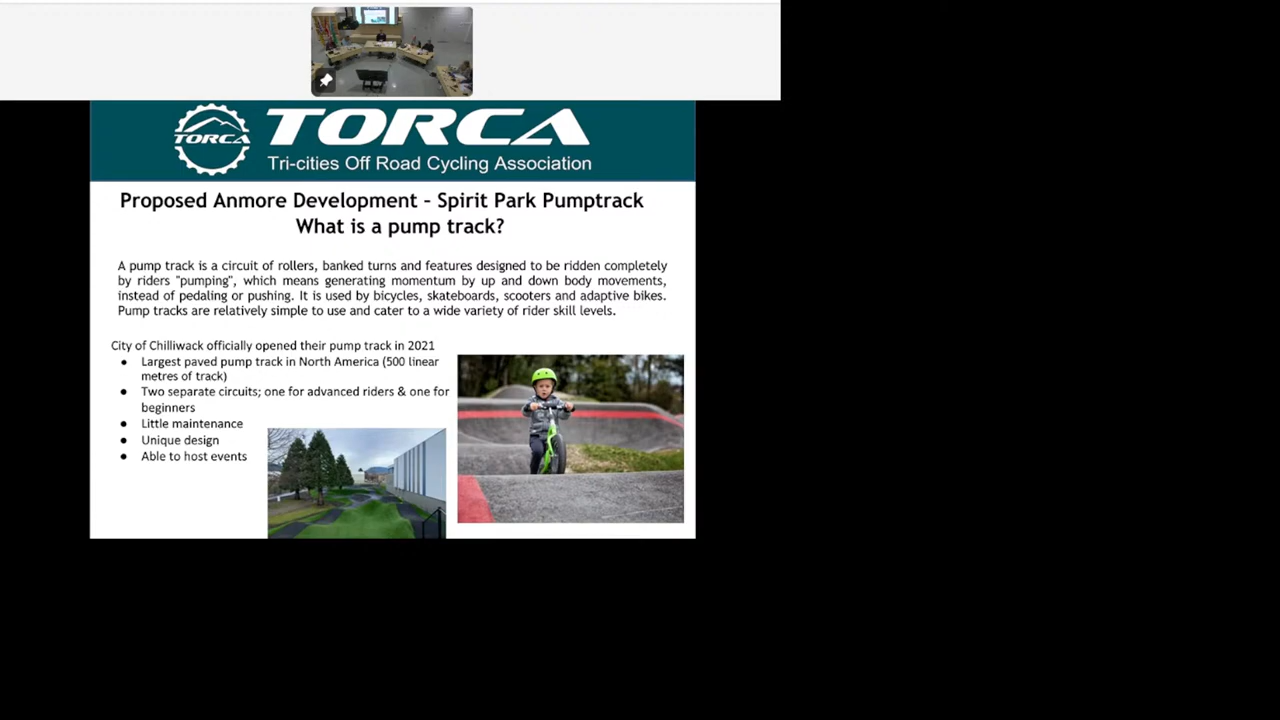 TORCA
TORCA
Tri-cities Off Road Cycling Association
Proposed Anmore Development - Spirit Park Pumptrack
What is a pump track?
A pump track is a circuit of rollers, banked turns and features designed to be ridden completely
by riders "pumping", which means generating momentum by up and down body movements,
instead of pedaling or pushing. It is used by bicycles, skateboards, scooters and adaptive bikes.
Pump tracks are relatively simple to use and cater to a wide variety of rider skill levels.
City of Chilliwack officially opened their pump track in 2021
● Largest paved pump track in North America (500 linear
metres of track)
● Two separate circuits; one for advanced riders & one for
beginners
● Little maintenance
● Unique design
● Able to host events